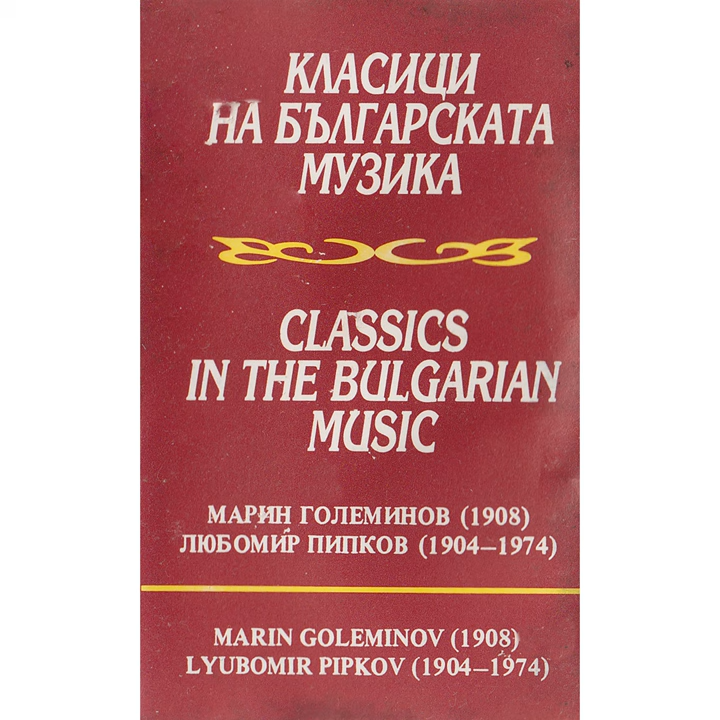 КЛАСИЦИ
НА БЪЛГАРСКАТА
МУЗИКА
CLASSICS
IN THE BULGARIAN
MUSIC
МАРИН ГОЛЕМИНОВ (1908)
ЛЮБОМИР ПИПКОВ (1904–1974)
MARIN GOLEMINOV (1908)
LYUBOMIR PIPKOV (1904–1974)